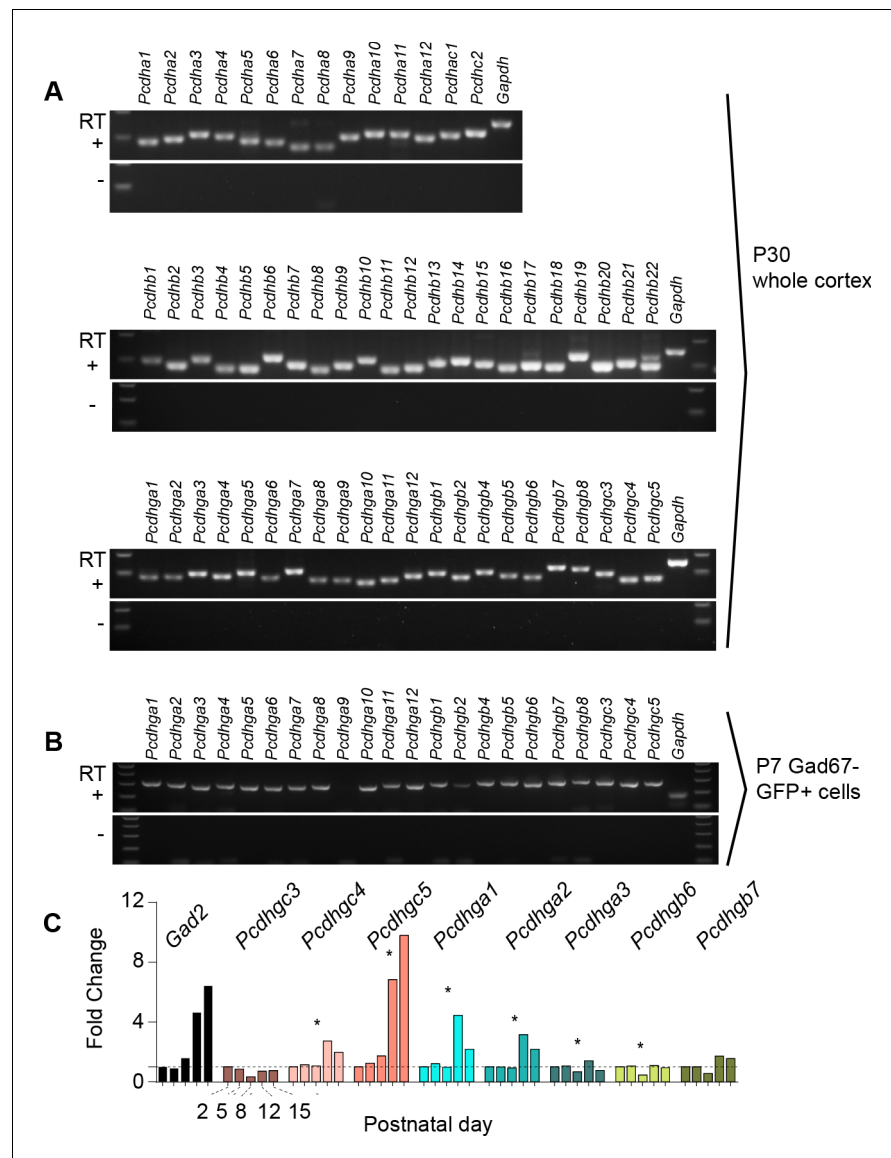 A
Pcdha1 Pcdha2 Pcdha3 Pcdha4 Pcdha5 Pcdha6 Pcdha7 Pcdha8 Pcdha9 Pcdha10 Pcdha11 Pcdha12 Pcdhac1 Pcdhc2 Gapdh
RT
+
-
Pcdhb1 Pcdhb2 Pcdhb3 Pcdhb4 Pcdhb5 Pcdhb6 Pcdhb7 Pcdhb8 Pcdhb9 Pcdhb10 Pcdhb11 Pcdhb12 Pcdhb13 Pcdhb14 Pcdhb15 Pcdhb16 Pcdhb17 Pcdhb18 Pcdhb19 Pcdhb20 Pcdhb21 Pcdhb22 Gapdh
RT
+
-
P30
whole cortex
Pcdhga1 Pcdhga2 Pcdhga3 Pcdhga4 Pcdhga5 Pcdhga6 Pcdhga7 Pcdhga8 Pcdhga9 Pcdhga10 Pcdhga11 Pcdhga12 Pcdhgb1 Pcdhgb2 Pcdhgb4 Pcdhgb5 Pcdhgb6 Pcdhgb7 Pcdhgb8 Pcdhgc3 Pcdhgc4 Pcdhgc5 Gapdh
RT
+
-
B
Pcdhga1 Pcdhga2 Pcdhga3 Pcdhga4 Pcdhga5 Pcdhga6 Pcdhga7 Pcdhga8 Pcdhga9 Pcdhga10 Pcdhga11 Pcdhga12 Pcdhgb1 Pcdhgb2 Pcdhgb4 Pcdhgb5 Pcdhgb6 Pcdhgb7 Pcdhgb8 Pcdhgc3 Pcdhgc4 Pcdhgc5 Gapdh
RT
+
-
P7 Gad67-
GFP+ cells
C
Gad2 Pcdhgc3 Pcdhgc4 Pcdhgc5 Pcdhga1 Pcdhga2 Pcdhga3 Pcdhgb6 Pcdhgb7
12
8
4
0
Fold Change
* * * * * *
2 5 8 12 15
Postnatal day